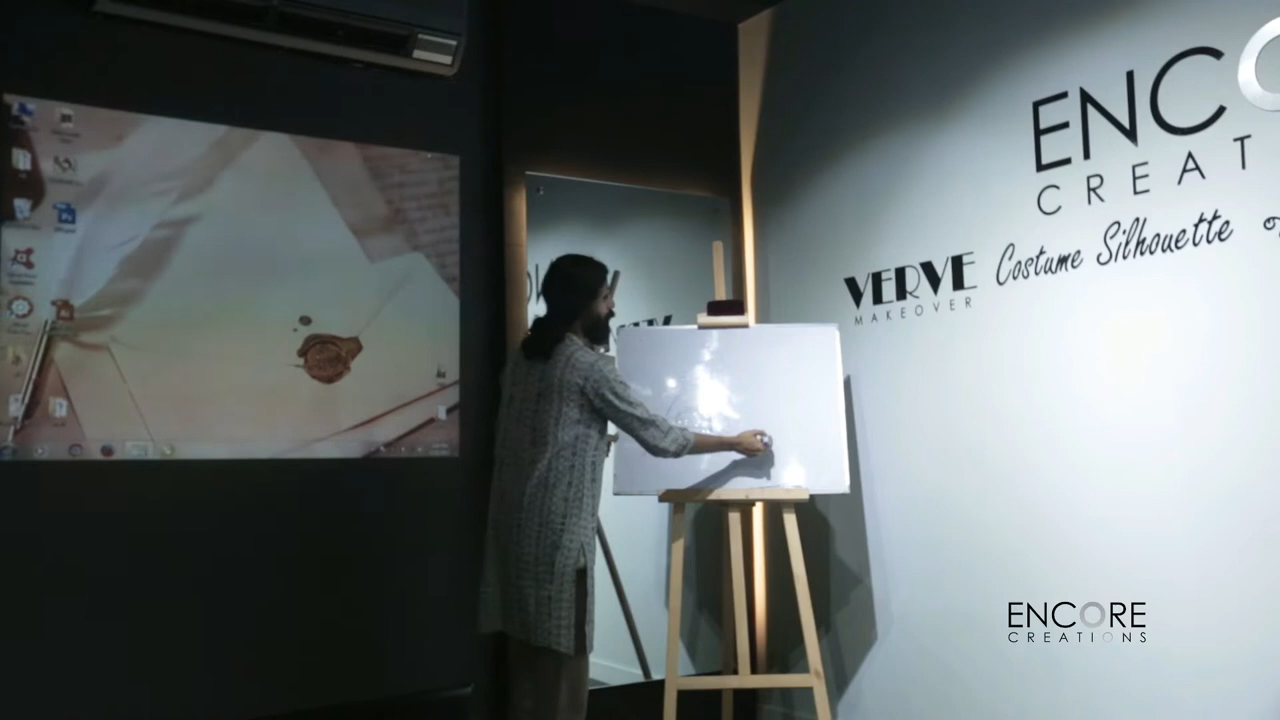 ENCO
CREAT
VERVE
MAKEOVER
Costume Silhouette
ENCORE
CREATIONS